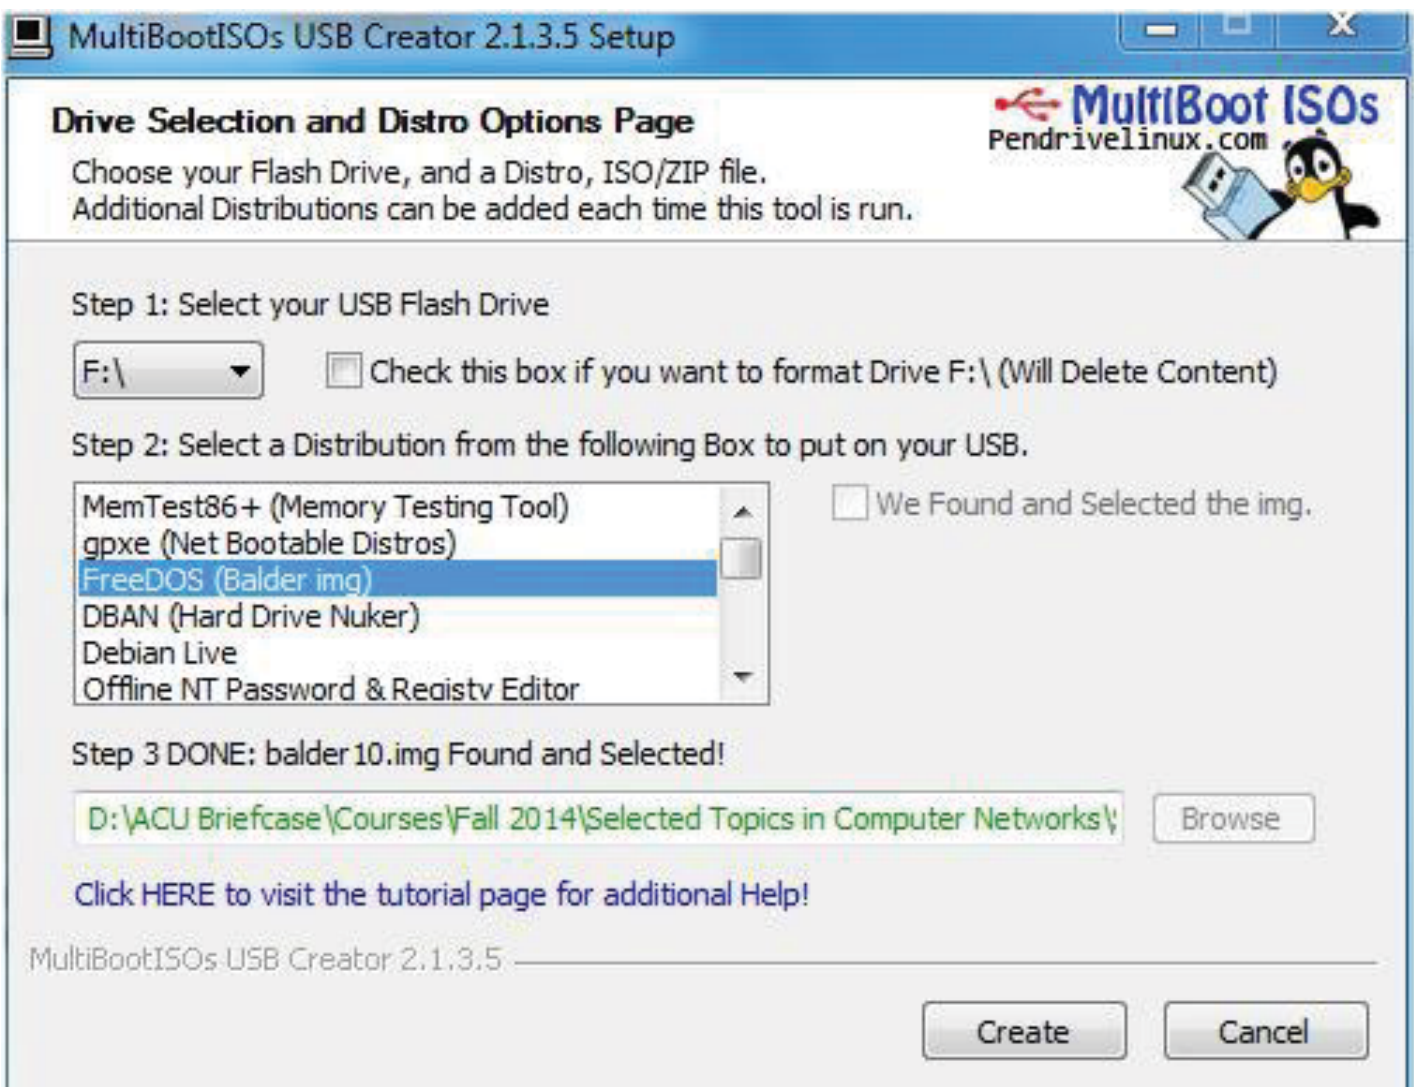 MultiBootISOs USB Creator 2.1.3.5 Setup
Drive Selection and Distro Options Page
Choose your Flash Drive, and a Distro, ISO/ZIP file.
Additional Distributions can be added each time this tool is run.
MultiBoot ISOs
Pendrivelinux.com
Step 1: Select your USB Flash Drive
F:\
Check this box if you want to format Drive F:\ (Will Delete Content)
Step 2: Select a Distribution from the following Box to put on your USB.
MemTest86+ (Memory Testing Tool)
gpxe (Net Bootable Distros)
FreeDOS (Balder img)
DBAN (Hard Drive Nuker)
Debian Live
Offline NT Password & Registy Editor
We Found and Selected the img.
Step 3 DONE: balder10.img Found and Selected!
D:\ACU Briefcase\Courses\Fall 2014\Selected Topics in Computer Networks\
Browse
Click HERE to visit the tutorial page for additional Help!
MultiBootISOs USB Creator 2.1.3.5
Create
Cancel